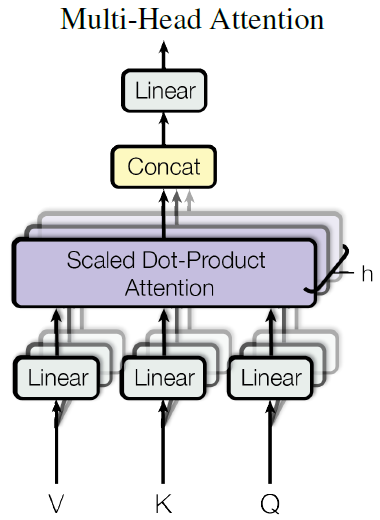 Multi-Head Attention
Linear
Concat
Scaled Dot-Product
Attention
h
Linear Linear Linear
V K Q